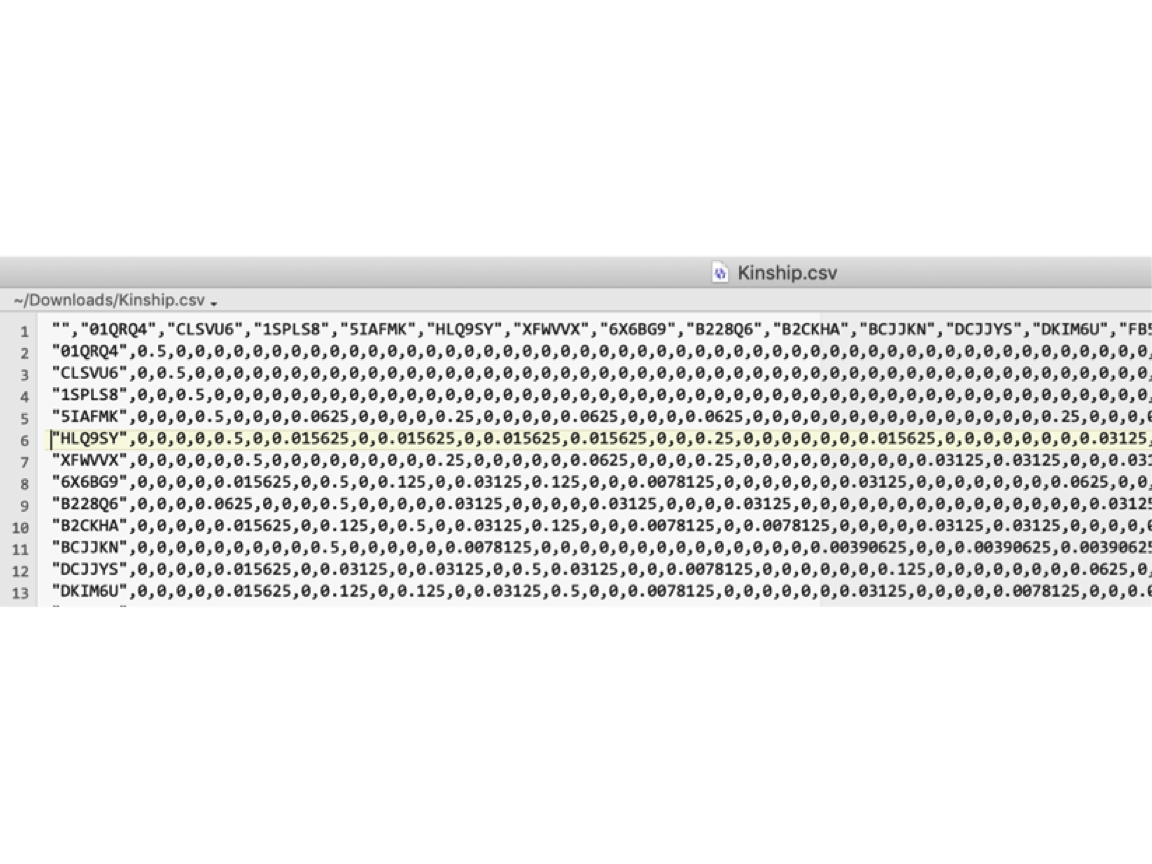 Kinship.csv
~/Downloads/Kinship.csv
1 "","01QRQ4","CLSVU6","1SPLS8","5IAFMK","HLQ9SY","XFWVVX","6X6BG9","B228Q6","B2CKHA","BCJJKN","DCJJYS","DKIM6U","FB5
2 "01QRQ4",0.5,0,0,0,0,0,0,0,0,0,0,0,0,0,0,0,0,0,0,0,0,0,0,0,0,0,0,0,0,0,0,0,0,0,0,0,0,0,0,0,0,0,0,0,0,0,0,0,0,0,0,0,
3 "CLSVU6",0,0.5,0,0,0,0,0,0,0,0,0,0,0,0,0,0,0,0,0,0,0,0,0,0,0,0,0,0,0,0,0,0,0,0,0,0,0,0,0,0,0,0,0,0,0,0,0,0,0,0,0,0,
4 "1SPLS8",0,0,0.5,0,0,0,0,0,0,0,0,0,0,0,0,0,0,0,0,0,0,0,0,0,0,0,0,0,0,0,0,0,0,0,0,0,0,0,0,0,0,0,0,0,0,0,0,0,0,0,0,0,
5 "5IAFMK",0,0,0,0.5,0,0,0,0.0625,0,0,0,0,0.25,0,0,0,0,0.0625,0,0,0,0.0625,0,0,0,0,0,0,0,0,0,0,0,0,0,0,0,0.25,0,0,0,0
6 "HLQ9SY",0,0,0,0,0.5,0,0.015625,0,0.015625,0,0.015625,0.015625,0,0,0.25,0,0,0,0,0,0,0.015625,0,0,0,0,0,0,0,0.03125,
7 "XFWVVX",0,0,0,0,0,0.5,0,0,0,0,0,0,0,0,0.25,0,0,0,0,0,0.0625,0,0,0,0.25,0,0,0,0,0,0,0,0,0,0.03125,0.03125,0,0,0.031
8 "6X6BG9",0,0,0,0,0.015625,0,0.5,0,0.125,0,0.03125,0.125,0,0,0.0078125,0,0,0,0,0,0,0.03125,0,0,0,0,0,0,0,0.0625,0,0,
9 "B228Q6",0,0,0,0.0625,0,0,0,0.5,0,0,0,0,0.03125,0,0,0,0,0.03125,0,0,0,0.03125,0,0,0,0,0,0,0,0,0,0,0,0,0,0,0,0.03125
10 "B2CKHA",0,0,0,0,0.015625,0,0.125,0,0.5,0,0.03125,0.125,0,0,0.0078125,0,0.0078125,0,0,0,0,0.03125,0.03125,0,0,0,0,0
11 "BCJJKN",0,0,0,0,0,0,0,0,0,0.5,0,0,0,0,0,0.0078125,0,0,0,0,0,0,0,0,0,0,0,0,0,0,0.00390625,0,0,0.00390625,0.00390625
12 "DCJJYS",0,0,0,0,0.015625,0,0.03125,0,0.03125,0,0.5,0.03125,0,0,0.0078125,0,0,0,0,0,0,0.125,0,0,0,0,0,0,0,0.0625,0,
13 "DKIM6U",0,0,0,0,0.015625,0,0.125,0,0.125,0,0.03125,0.5,0,0,0.0078125,0,0,0,0,0,0,0.03125,0,0,0,0,0.0078125,0,0,0.0